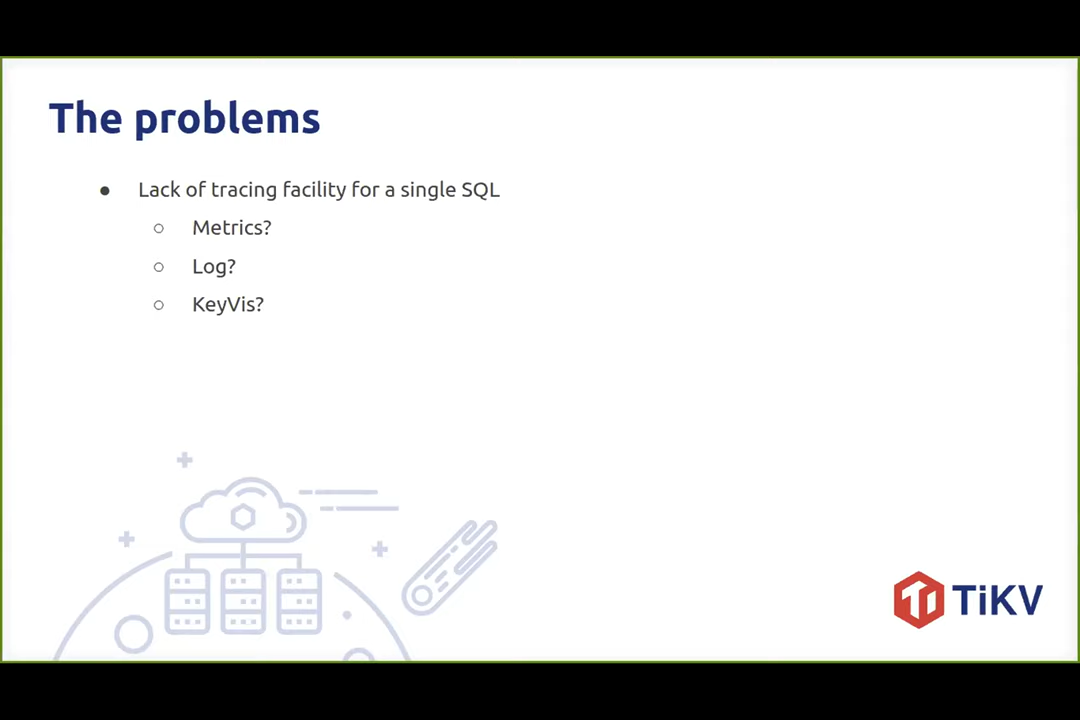 The problems
● Lack of tracing facility for a single SQL
○ Metrics?
○ Log?
○ KeyVis?
TiKV